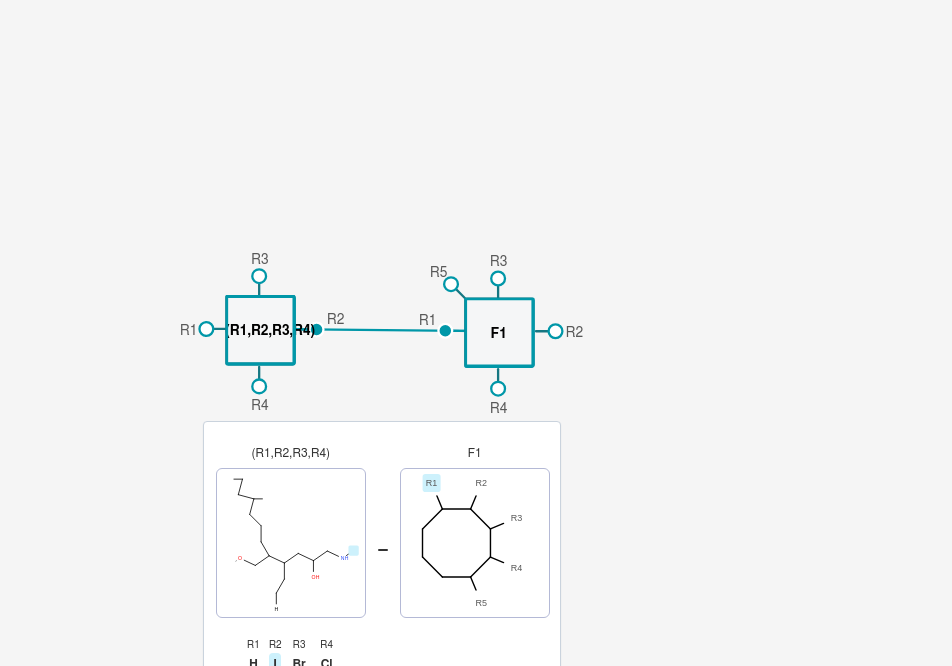 R3
R5
R3
R1
(R1,R2,R3,R4)
R2
R1
F1
R2
R4
R4
(R1,R2,R3,R4)
F1
R1
R2
R3
O
NH
OH
R4
H
R5
R1 R2 R3 R4
H I Br Cl